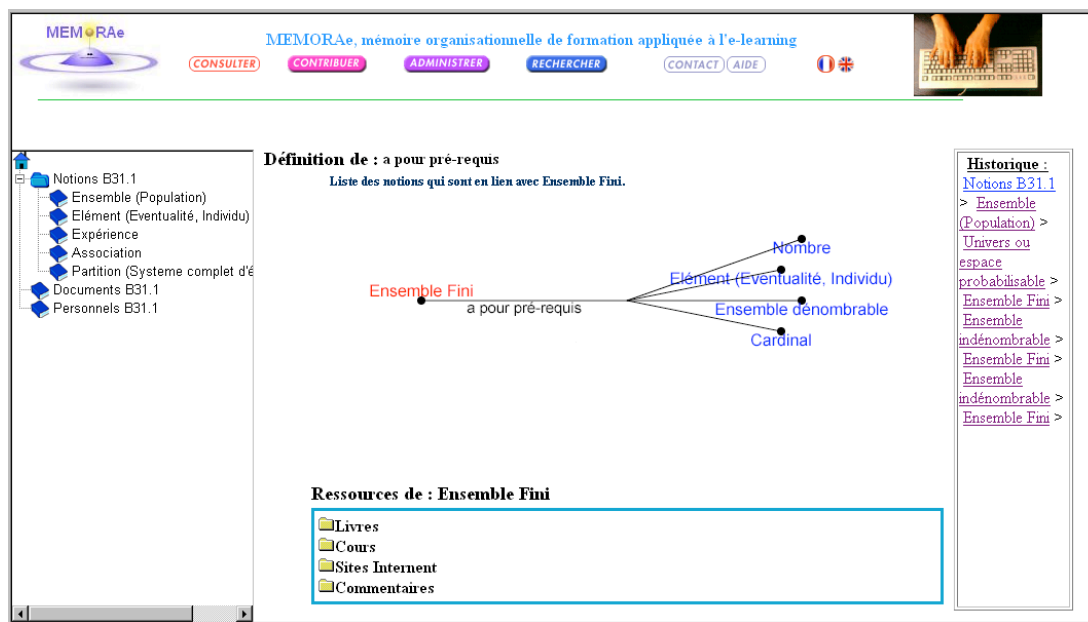 MEMORAe
MEMORAe, mémoire organisationnelle de formation appliquée à l'e-learning
CONSULTER CONTRIBUER ADMINISTRER RECHERCHER CONTACT AIDE
Notions B31.1
Ensemble (Population)
Elément (Eventualité, Individu)
Expérience
Association
Partition (Systeme complet d'é
Documents B31.1
Personnels B31.1
Définition de : a pour pré-requis
Liste des notions qui sont en lien avec Ensemble Fini.
Nombre
Elément (Eventualité, Individu)
Ensemble Fini
a pour pré-requis
Ensemble dénombrable
Cardinal
Ressources de : Ensemble Fini
Livres
Cours
Sites Internent
Commentaires
Historique :
Notions B31.1
> Ensemble
(Population) >
Univers ou
espace
probabilisable >
Ensemble Fini >
Ensemble
indénombrable >
Ensemble Fini >
Ensemble
indénombrable >
Ensemble Fini >